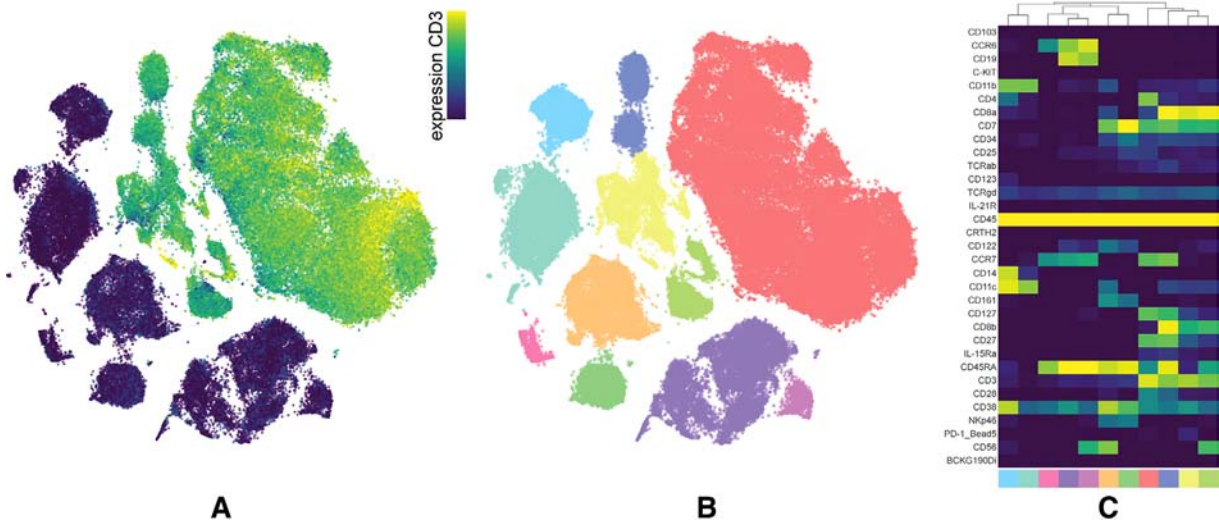 expression CD3
CD103
CCR6
CD19
C-KIT
CD11b
CD4
CD8a
CD7
CD34
CD25
TCRab
CD123
TCRgd
IL-21R
CD45
CRTH2
CD122
CCR7
CD14
CD11c
CD161
CD127
CD8b
CD27
IL-15Ra
CD45RA
CD3
CD28
CD38
NKp46
PD-1_Bead5
CD56
BCKG190Di
A
B
C